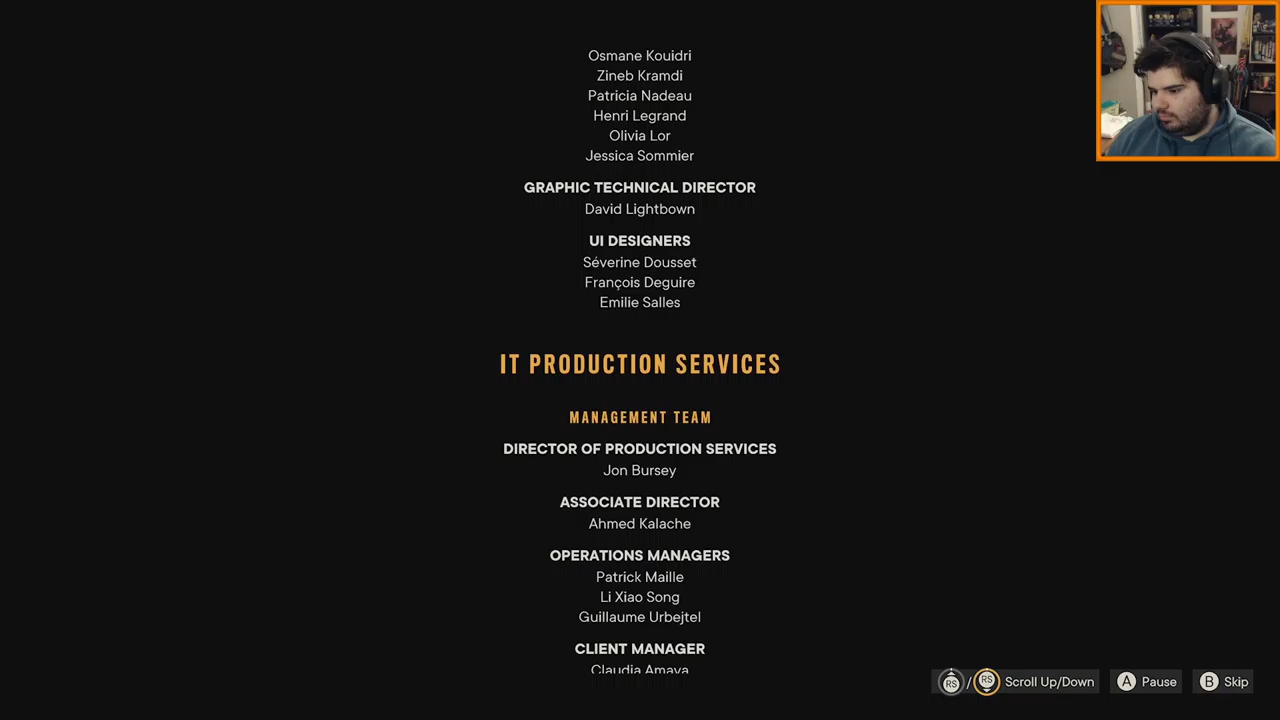 Osmane Kouidri
Zineb Kramdi
Patricia Nadeau
Henri Legrand
Olivia Lor
Jessica Sommier
GRAPHIC TECHNICAL DIRECTOR
David Lightbown
UI DESIGNERS
Séverine Dousset
François Deguire
Emilie Salles
IT PRODUCTION SERVICES
MANAGEMENT TEAM
DIRECTOR OF PRODUCTION SERVICES
Jon Bursey
ASSOCIATE DIRECTOR
Ahmed Kalache
OPERATIONS MANAGERS
Patrick Maille
Li Xiao Song
Guillaume Urbejtel
CLIENT MANAGER
Claudia Amaya
RS / RS Scroll Up/Down A Pause B Skip